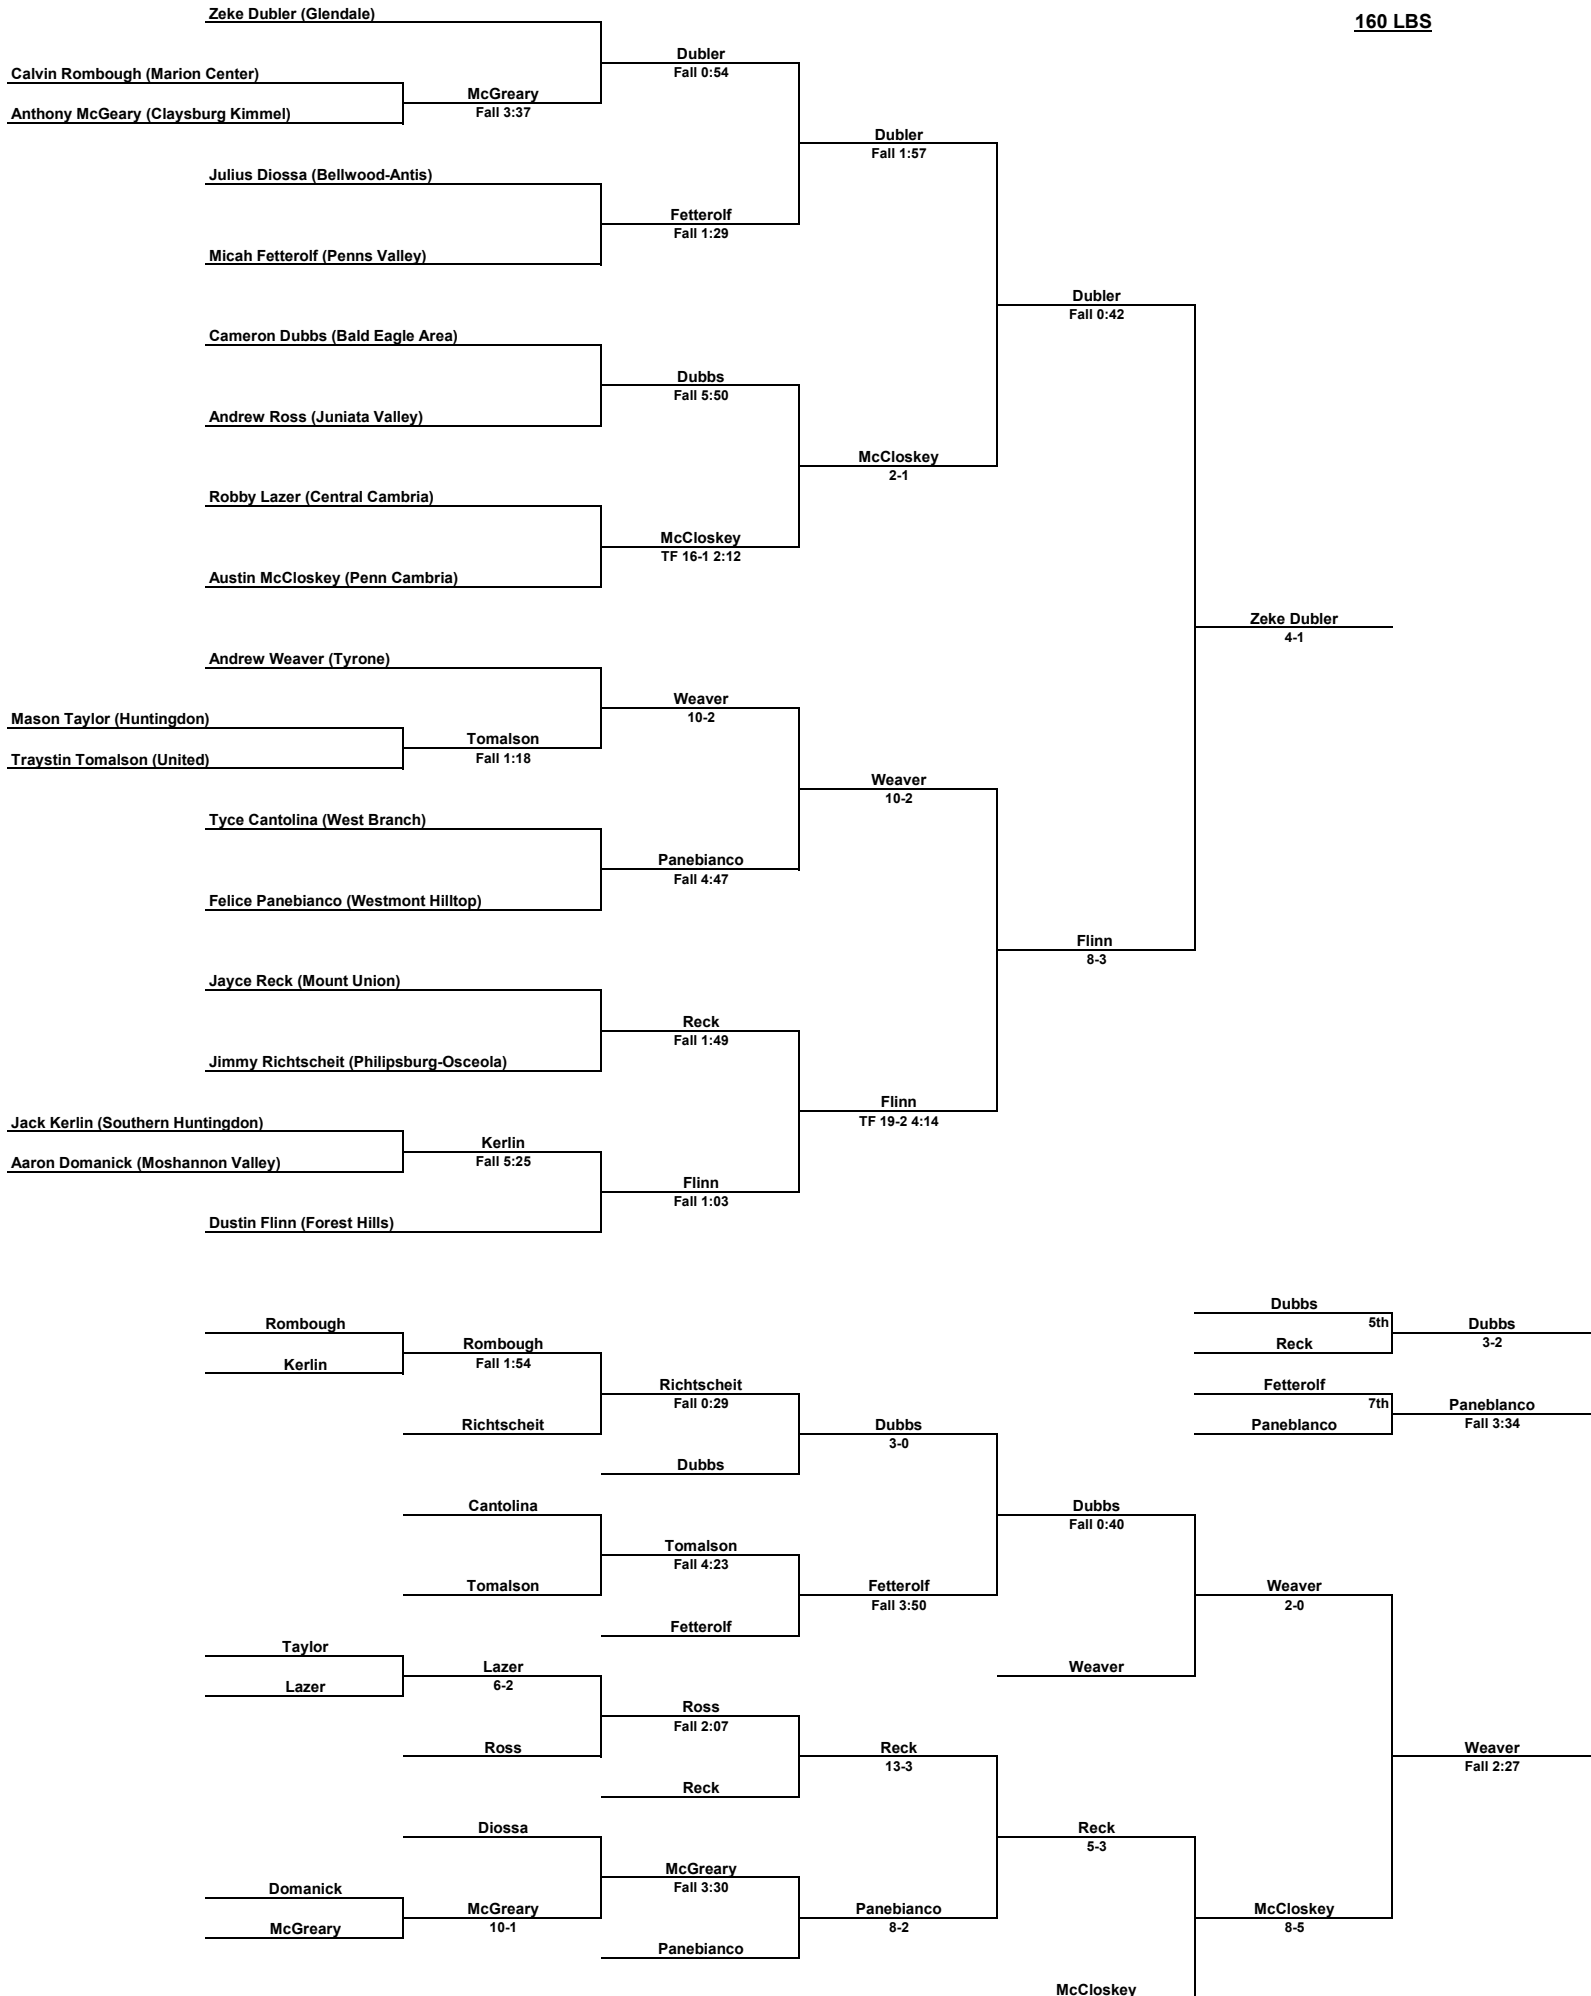 160 LBS
Zeke Dubler (Glendale)
Dubler
Fall 0:54
Calvin Rombough (Marion Center)
McGreary
Fall 3:37
Anthony McGeary (Claysburg Kimmel)
Dubler
Fall 1:57
Julius Diossa (Bellwood-Antis)
Fetterolf
Fall 1:29
Micah Fetterolf (Penns Valley)
Dubler
Fall 0:42
Cameron Dubbs (Bald Eagle Area)
Dubbs
Fall 5:50
Andrew Ross (Juniata Valley)
McCloskey
2-1
Robby Lazer (Central Cambria)
McCloskey
TF 16-1 2:12
Austin McCloskey (Penn Cambria)
Zeke Dubler
4-1
Andrew Weaver (Tyrone)
Weaver
10-2
Mason Taylor (Huntingdon)
Tomalson
Fall 1:18
Traystin Tomalson (United)
Weaver
10-2
Tyce Cantolina (West Branch)
Panebianco
Fall 4:47
Felice Panebianco (Westmont Hilltop)
Flinn
8-3
Jayce Reck (Mount Union)
Reck
Fall 1:49
Jimmy Richtscheit (Philipsburg-Osceola)
Flinn
TF 19-2 4:14
Jack Kerlin (Southern Huntingdon)
Kerlin
Fall 5:25
Aaron Domanick (Moshannon Valley)
Flinn
Fall 1:03
Dustin Flinn (Forest Hills)
Dubbs
5th
Dubbs
3-2
Reck
Fetterolf
7th
Paneblanco
Fall 3:34
Paneblanco
Rombough
Rombough
Fall 1:54
Kerlin
Richtscheit
Fall 0:29
Richtscheit
Dubbs
3-0
Dubbs
Cantolina
Dubbs
Fall 0:40
Tomalson
Fall 4:23
Tomalson
Fetterolf
Fall 3:50
Weaver
2-0
Fetterolf
Taylor
Lazer
6-2
Weaver
Lazer
Ross
Fall 2:07
Ross
Reck
13-3
Weaver
Fall 2:27
Reck
Diossa
Reck
5-3
McGreary
Fall 3:30
Domanick
McGreary
10-1
Panebianco
8-2
McCloskey
8-5
McGreary
Panebianco
McCloskey